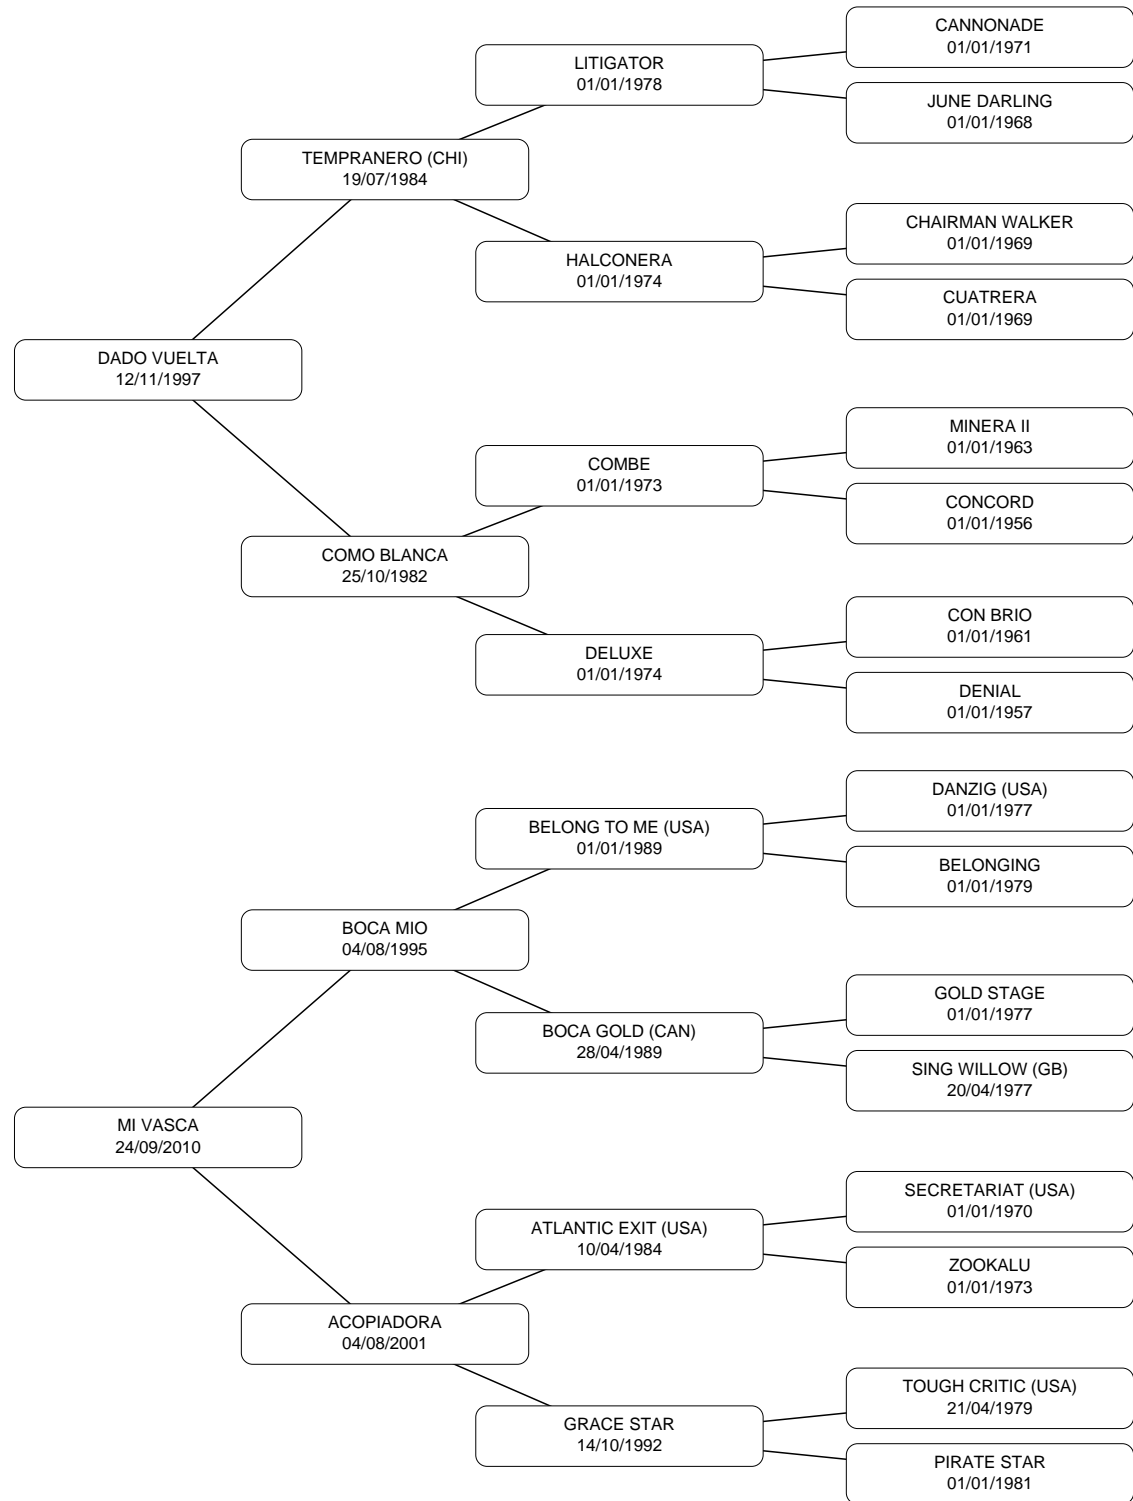 CANNONADE
01/01/1971
LITIGATOR
01/01/1978
JUNE DARLING
01/01/1968
TEMPRANERO (CHI)
19/07/1984
CHAIRMAN WALKER
01/01/1969
HALCONERA
01/01/1974
CUATRERA
01/01/1969
DADO VUELTA
12/11/1997
MINERA II
01/01/1963
COMBE
01/01/1973
CONCORD
01/01/1956
COMO BLANCA
25/10/1982
CON BRIO
01/01/1961
DELUXE
01/01/1974
DENIAL
01/01/1957
DANZIG (USA)
01/01/1977
BELONG TO ME (USA)
01/01/1989
BELONGING
01/01/1979
BOCA MIO
04/08/1995
GOLD STAGE
01/01/1977
BOCA GOLD (CAN)
28/04/1989
SING WILLOW (GB)
20/04/1977
MI VASCA
24/09/2010
SECRETARIAT (USA)
01/01/1970
ATLANTIC EXIT (USA)
10/04/1984
ZOOKALU
01/01/1973
ACOPIADORA
04/08/2001
TOUGH CRITIC (USA)
21/04/1979
GRACE STAR
14/10/1992
PIRATE STAR
01/01/1981